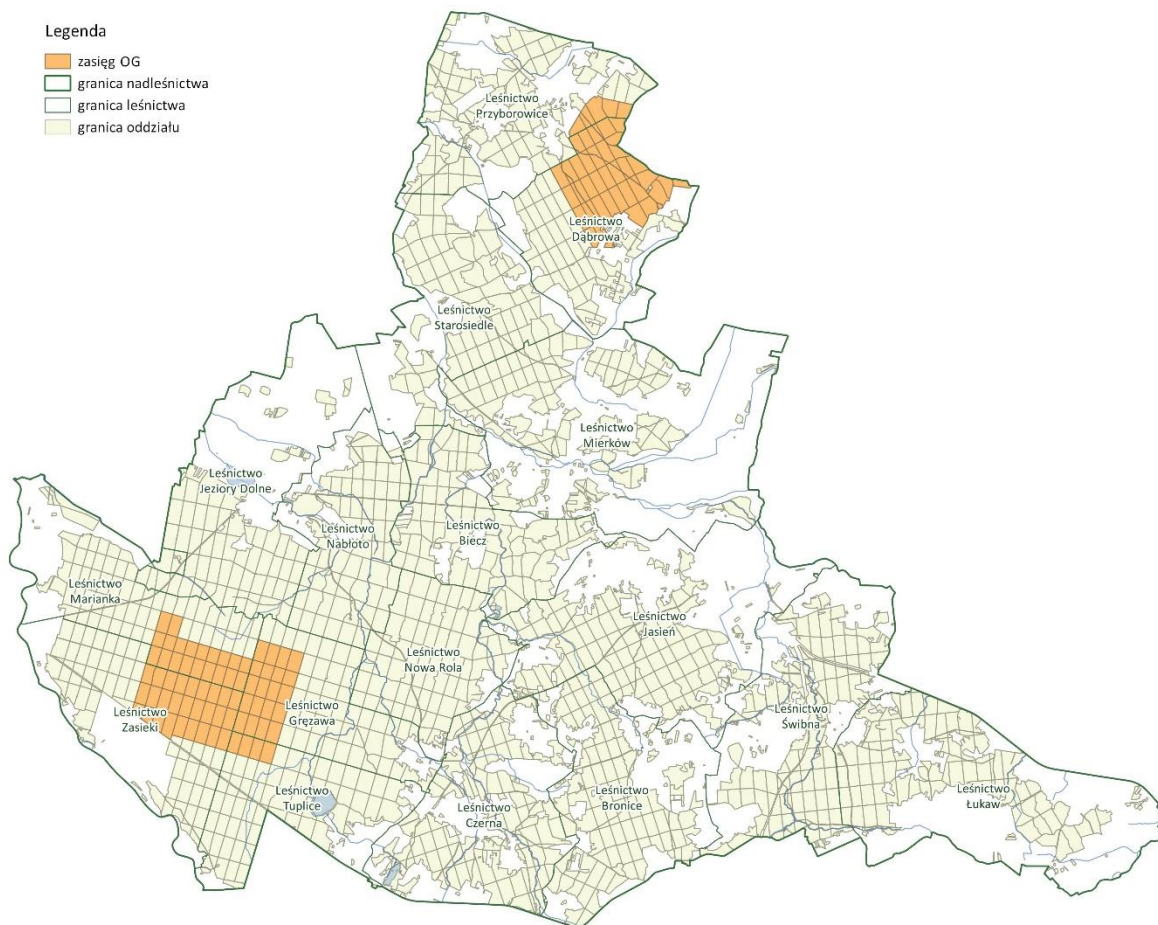 Legenda
zasięg OG
granica nadleśnictwa
granica leśnictwa
granica oddziału
Leśnictwo
Przyborowice
Leśnictwo
Dąbrowa
Leśnictwo
Starosiedle
Leśnictwo
Mierków
Leśnictwo
Jeziory Dolne
Leśnictwo
Nabłoto
Leśnictwo
Biecz
Leśnictwo
Marianka
Leśnictwo
Jasień
Leśnictwo
Nowa Rola
Leśnictwo
Zasieki
Leśnictwo
Gręzawa
Leśnictwo
Świbna
Leśnictwo
Tuplice
Leśnictwo
Czerna
Leśnictwo
Bronice
Leśnictwo
Łukaw